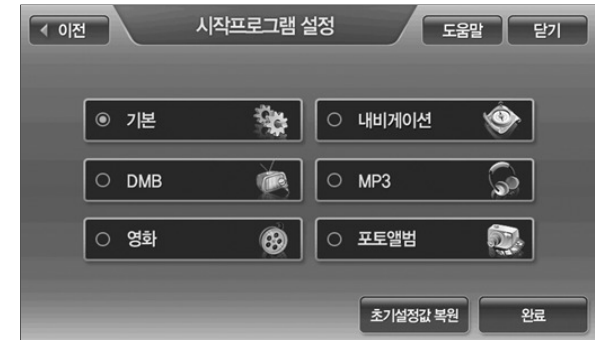 이전
시작프로그램 설정
도움말
닫기
기본
내비게이션
DMB
MP3
영화
포토앨범
초기설정값 복원
완료